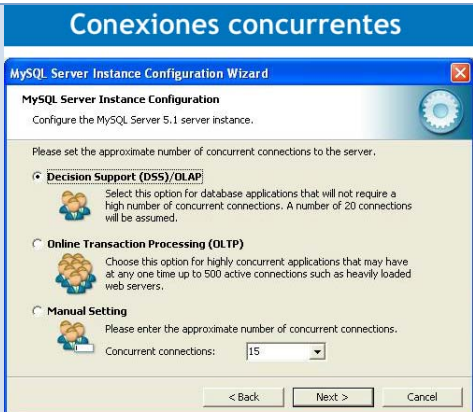 Conexiones concurrentes
MySQL Server Instance Configuration Wizard
MySQL Server Instance Configuration
Configure the MySQL Server 5.1 server instance.
Please set the approximate number of concurrent connections to the server.
Decision Support (DSS)/OLAP
Select this option for database applications that will not require a
high number of concurrent connections. A number of 20 connections
will be assumed.
Online Transaction Processing (OLTP)
Choose this option for highly concurrent applications that may have
at any one time up to 500 active connections such as heavily loaded
web servers.
Manual Setting
Please enter the approximate number of concurrent connections.
Concurrent connections: 15
< Back Next > Cancel